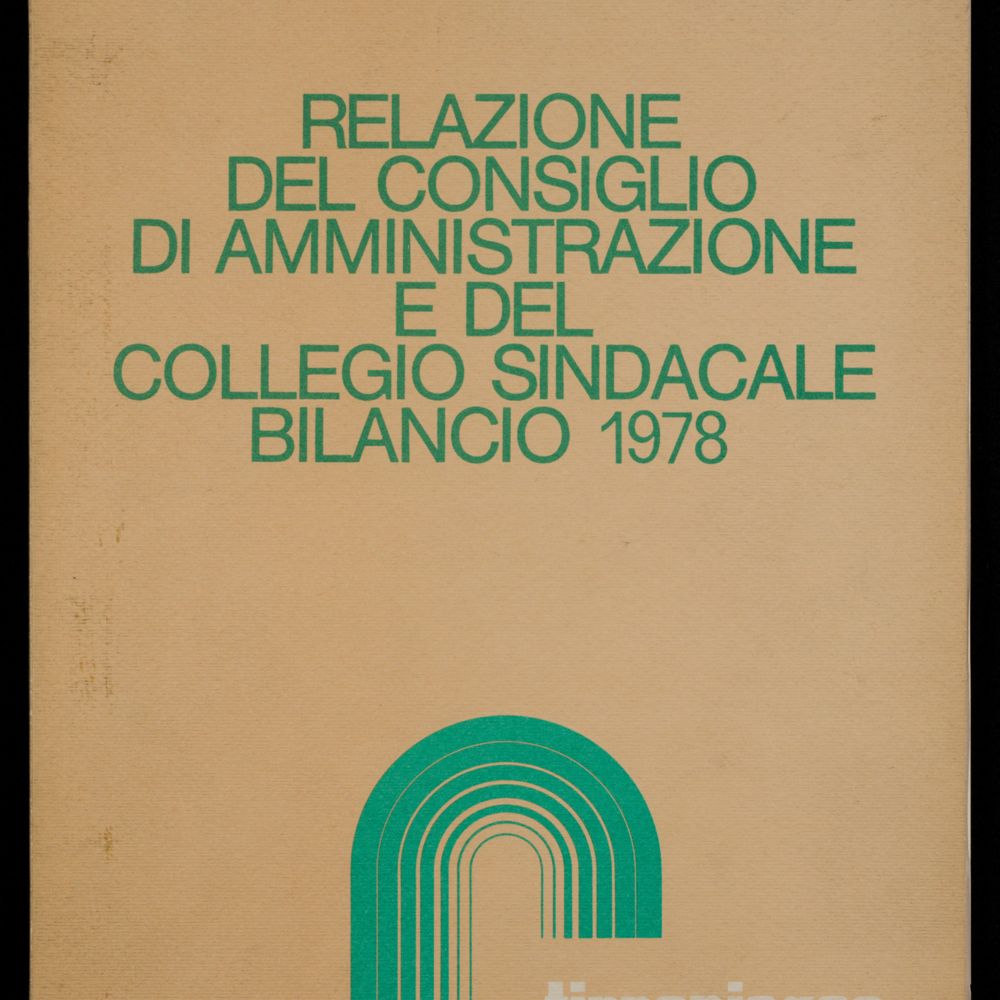 RELAZIONE
DEL CONSIGLIO
DI AMMINISTRAZIONE
E DEL
COLLEGIO SINDACALE
BILANCIO 1978